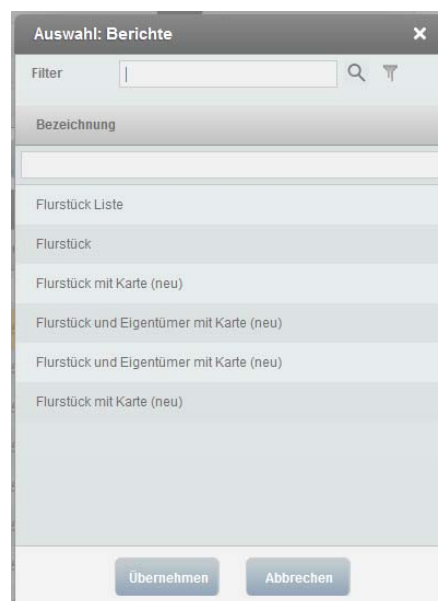 Auswahl: Berichte
Filter
Bezeichnung
Flurstück Liste
Flurstück
Flurstück mit Karte (neu)
Flurstück und Eigentümer mit Karte (neu)
Flurstück und Eigentümer mit Karte (neu)
Flurstück mit Karte (neu)
Übernehmen Abbrechen